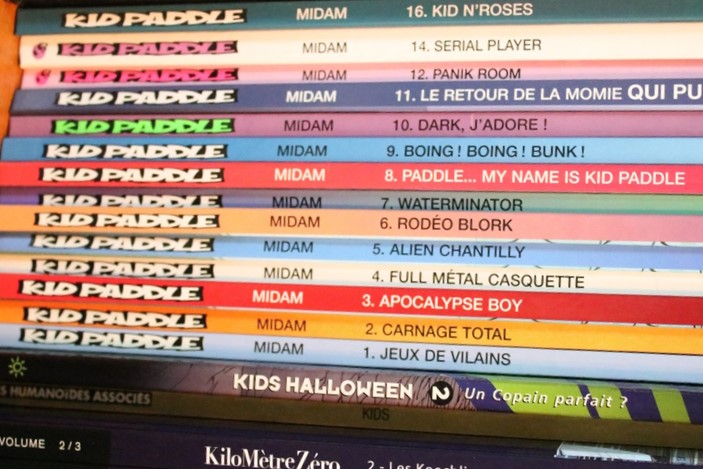 KID PADDLE MIDAM 16. KID N'ROSES
KID PADDLE MIDAM 14. SERIAL PLAYER
KID PADDLE MIDAM 12. PANIK ROOM
KID PADDLE MIDAM 11. LE RETOUR DE LA MOMIE QUI PU
KID PADDLE MIDAM 10. DARK, J'ADORE !
KID PADDLE MIDAM 9. BOING ! BOING ! BUNK !
KID PADDLE MIDAM 8. PADDLE... MY NAME IS KID PADDLE
KID PADDLE MIDAM 7. WATERMINATOR
KID PADDLE MIDAM 6. RODÉO BLORK
KID PADDLE MIDAM 5. ALIEN CHANTILLY
KID PADDLE MIDAM 4. FULL MÉTAL CASQUETTE
KID PADDLE MIDAM 3. APOCALYPSE BOY
KID PADDLE MIDAM 2. CARNAGE TOTAL
KID PADDLE MIDAM 1. JEUX DE VILAINS
KIDS HALLOWEEN 2 Un Copain parfait ?
S HUMANOÏDES ASSOCIÉS KIDS
VOLUME 2/3 KiloMètreZéro 2 - Les